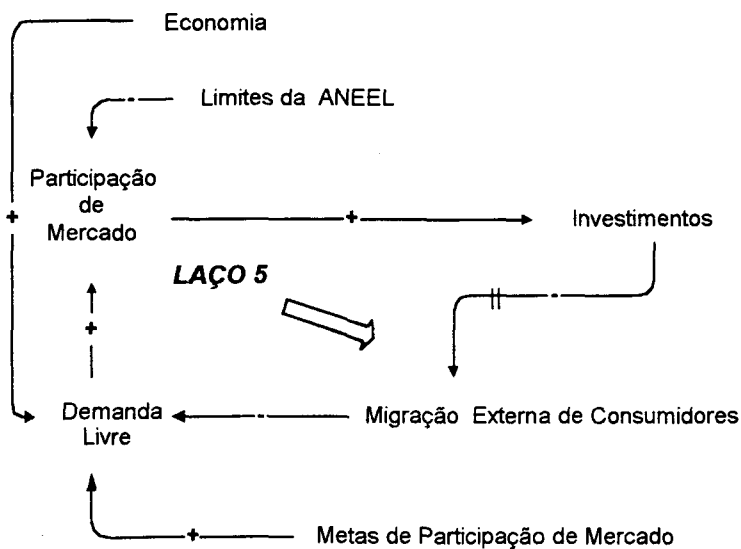 Economia
Limites da ANEEL
Participação
de
Mercado
+
+
Investimentos
LAÇO 5
-
-
+
Demanda
Livre
-
Migração Externa de Consumidores
+
Metas de Participação de Mercado